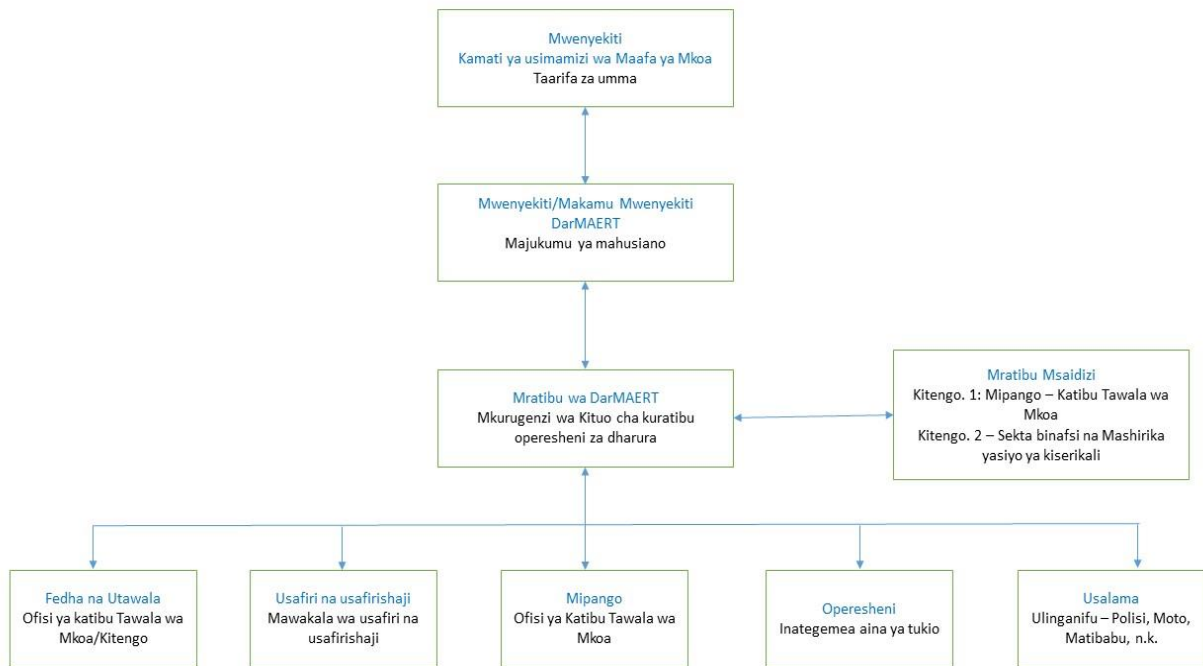 Mwenyekiti
Kamati ya usimamizi wa Maafa ya Mkoa
Taarifa za umma
Mwenyekiti/Makamu Mwenyekiti
DarMAERT
Majukumu ya mahusiano
Mratibu wa DarMAERT
Mkurugenzi wa Kituo cha kuratibu
operesheni za dharura
Mratibu Msaidizi
Kitengo. 1: Mipango – Katibu Tawala wa
Mkoa
Kitengo. 2 – Sekta binafsi na Mashirika
yasiyo ya kiserikali
Fedha na Utawala
Ofisi ya katibu Tawala wa
Mkoa/Kitengo
Usafiri na usafirishaji
Mawakala wa usafiri na
usafirishaji
Mipango
Ofisi ya Katibu Tawala wa
Mkoa
Operesheni
Inategemea aina ya tukio
Usalama
Ulinganifu – Polisi, Moto,
Matibabu, n.k.